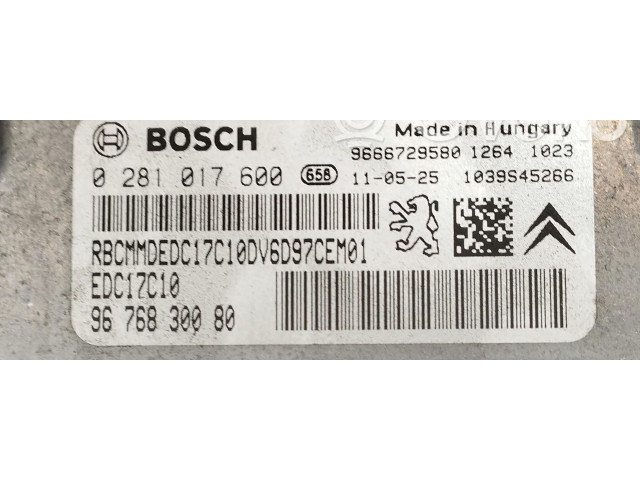 BOSCH
Made in Hungary
9666729580 1264 1023
0 281 017 600 658 11-05-25 1039S45266
RBCMMDEDC17C10DV6D97CEM01
EDC17C10
96 768 300 80